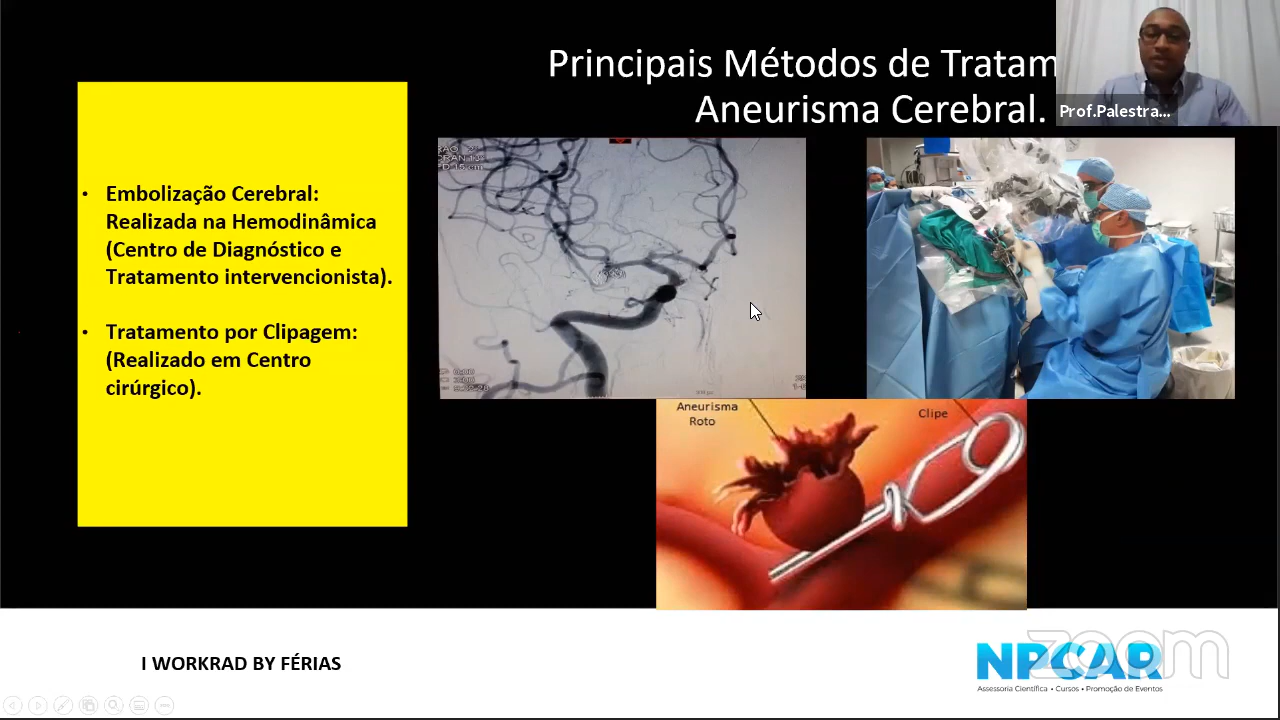 Principais Métodos de Tratam
Aneurisma Cerebral.
Prof.Palestra...
• Embolização Cerebral:
Realizada na Hemodinâmica
(Centro de Diagnóstico e
Tratamento intervencionista).
• Tratamento por Clipagem:
(Realizado em Centro
cirúrgico).
Aneurisma
Roto
Clipe
I WORKRAD BY FÉRIAS
zoom
NPCAR
Assessoria Científica • Cursos • Promoção de Eventos